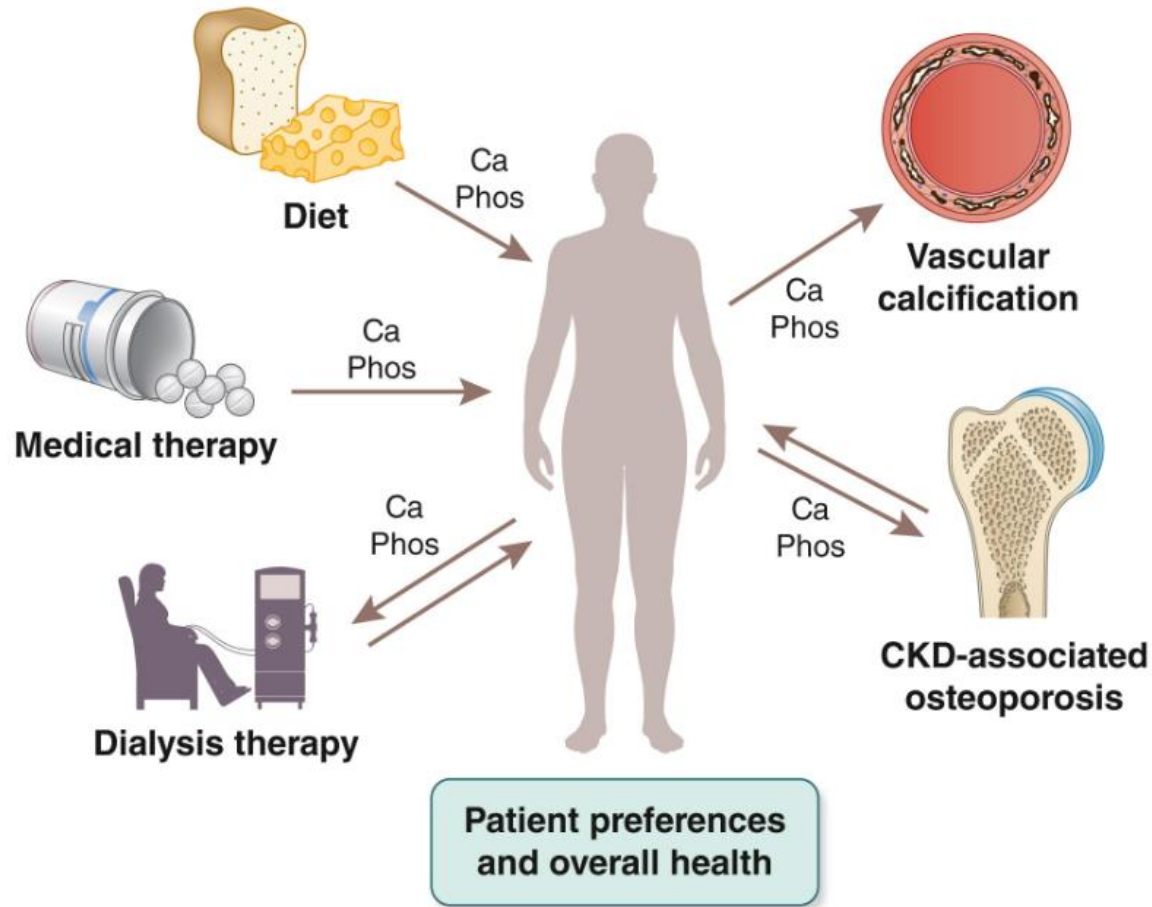 Diet
Ca
Phos
Medical therapy
Ca
Phos
Ca
Phos
Dialysis therapy
Vascular
calcification
Ca
Phos
Ca
Phos
CKD-associated
osteoporosis
Patient preferences
and overall health